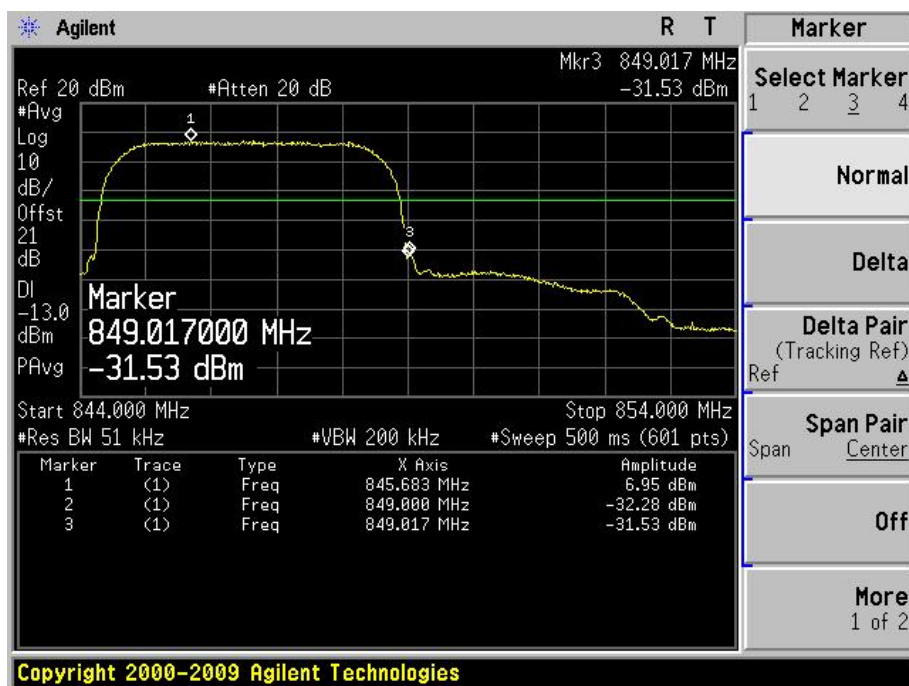 Agilent R T
Mkr3 849.017 MHz
Ref 20 dBm #Atten 20 dB -31.53 dBm
#Avg
Log
10
dB/
Offst
21
dB
DI
-13.0
dBm
PAvg
1
3
Marker
849.017000 MHz
-31.53 dBm
Start 844.000 MHz Stop 854.000 MHz
#Res BW 51 kHz #VBW 200 kHz #Sweep 500 ms (601 pts)
Marker Trace Type X Axis Amplitude
1 (1) Freq 845.683 MHz 6.95 dBm
2 (1) Freq 849.000 MHz -32.28 dBm
3 (1) Freq 849.017 MHz -31.53 dBm
Marker
Select Marker
1 2 3 4
Normal
Delta
Delta Pair
(Tracking Ref)
Ref Δ
Span Pair
Span Center
Off
More
1 of 2
Copyright 2000-2009 Agilent Technologies